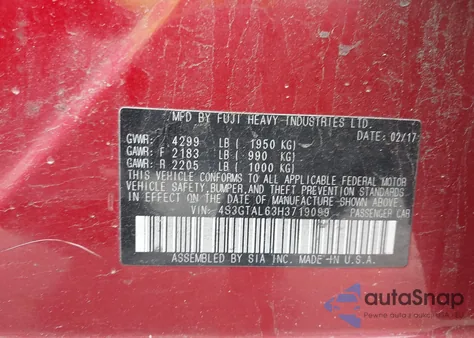 MFD BY FUJI HEAVY INDUSTRIES LTD.
DATE: 02/17
GVWR: 4299 LB ( 1950 KG)
GAWR: F 2183 LB ( 990 KG)
GAWR: R 2205 LB ( 1000 KG)
THIS VEHICLE CONFORMS TO ALL APPLICABLE FEDERAL MOTOR
VEHICLE SAFETY, BUMPER, AND THEFT PREVENTION STANDARDS
IN EFFECT ON THE DATE OF MANUFACTURE SHOWN ABOVE.
VIN: 4S3GTAL63H3719099 PASSENGER CAR
ASSEMBLED BY SIA INC. MADE IN U.S.A.
autoSnap
Pewne auta z